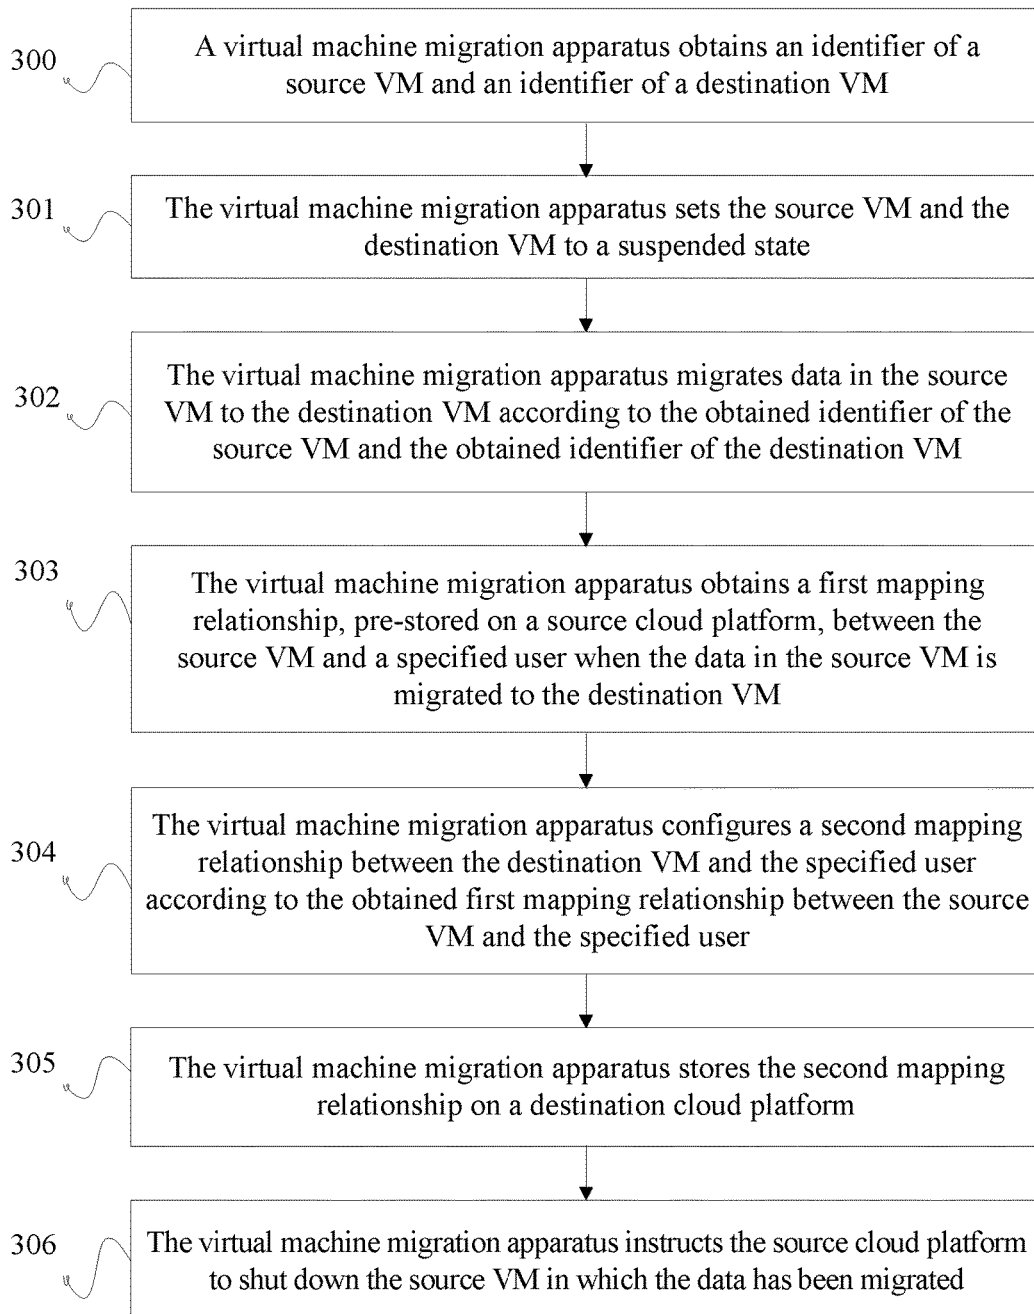 300
A virtual machine migration apparatus obtains an identifier of a
source VM and an identifier of a destination VM
301
The virtual machine migration apparatus sets the source VM and the
destination VM to a suspended state
302
The virtual machine migration apparatus migrates data in the source
VM to the destination VM according to the obtained identifier of the
source VM and the obtained identifier of the destination VM
303
The virtual machine migration apparatus obtains a first mapping
relationship, pre-stored on a source cloud platform, between the
source VM and a specified user when the data in the source VM is
migrated to the destination VM
304
The virtual machine migration apparatus configures a second mapping
relationship between the destination VM and the specified user
according to the obtained first mapping relationship between the source
VM and the specified user
305
The virtual machine migration apparatus stores the second mapping
relationship on a destination cloud platform
306
The virtual machine migration apparatus instructs the source cloud platform
to shut down the source VM in which the data has been migrated